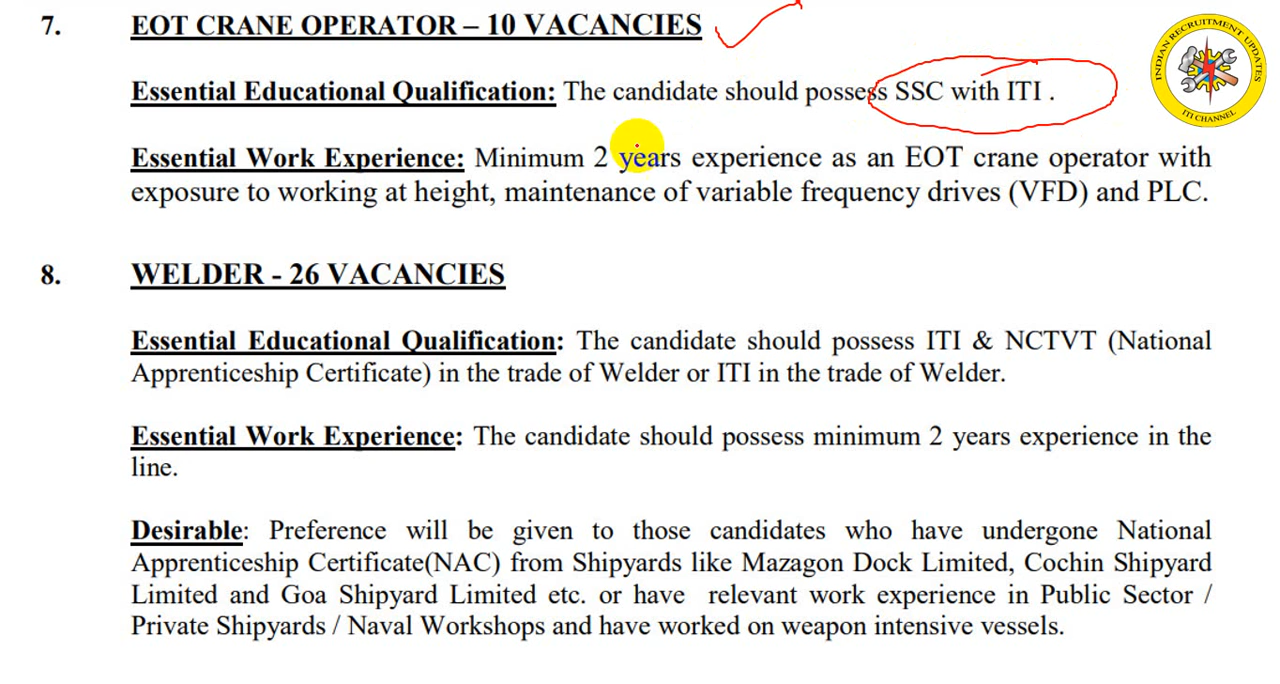 7. EOT CRANE OPERATOR – 10 VACANCIES
Essential Educational Qualification: The candidate should possess SSC with ITI .
Essential Work Experience: Minimum 2 years experience as an EOT crane operator with
exposure to working at height, maintenance of variable frequency drives (VFD) and PLC.
8. WELDER - 26 VACANCIES
Essential Educational Qualification: The candidate should possess ITI & NCTVT (National
Apprenticeship Certificate) in the trade of Welder or ITI in the trade of Welder.
Essential Work Experience: The candidate should possess minimum 2 years experience in the
line.
Desirable: Preference will be given to those candidates who have undergone National
Apprenticeship Certificate(NAC) from Shipyards like Mazagon Dock Limited, Cochin Shipyard
Limited and Goa Shipyard Limited etc. or have relevant work experience in Public Sector /
Private Shipyards / Naval Workshops and have worked on weapon intensive vessels.
INDIAN RECRUITMENT UPDATES
ITI CHANNEL